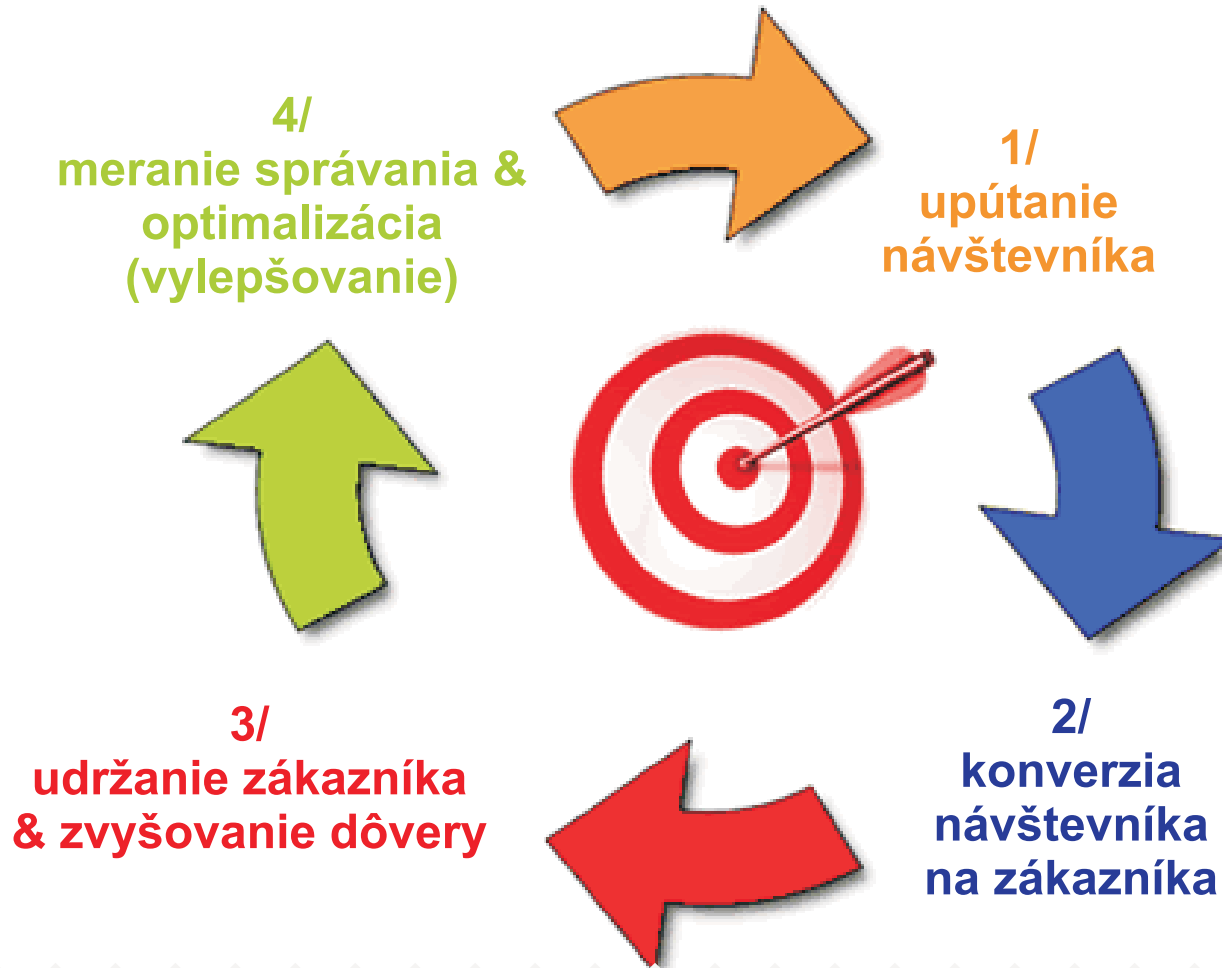 1/
upútanie
návštevníka
2/
konverzia
návštevníka
na zákazníka
3/
udržanie zákazníka
& zvyšovanie dôvery
4/
meranie správania &
optimalizácia
(vylepšovanie)